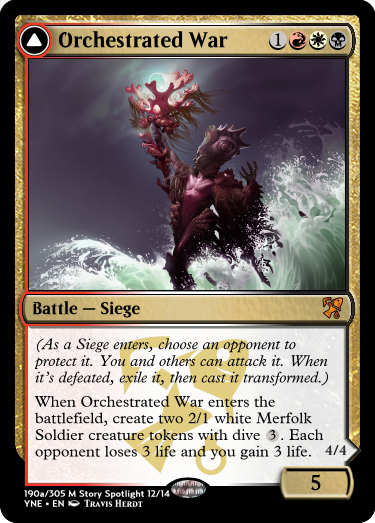 Orchestrated War 1
Battle — Siege
(As a Siege enters, choose an opponent to
protect it. You and others can attack it. When
it's defeated, exile it, then cast it transformed.)
When Orchestrated War enters the
battlefield, create two 2/1 white Merfolk
Soldier creature tokens with dive 3. Each
opponent loses 3 life and you gain 3 life.
4/4
190a/305 M Story Spotlight 12/14
YNE • EN Travis Herdt
5